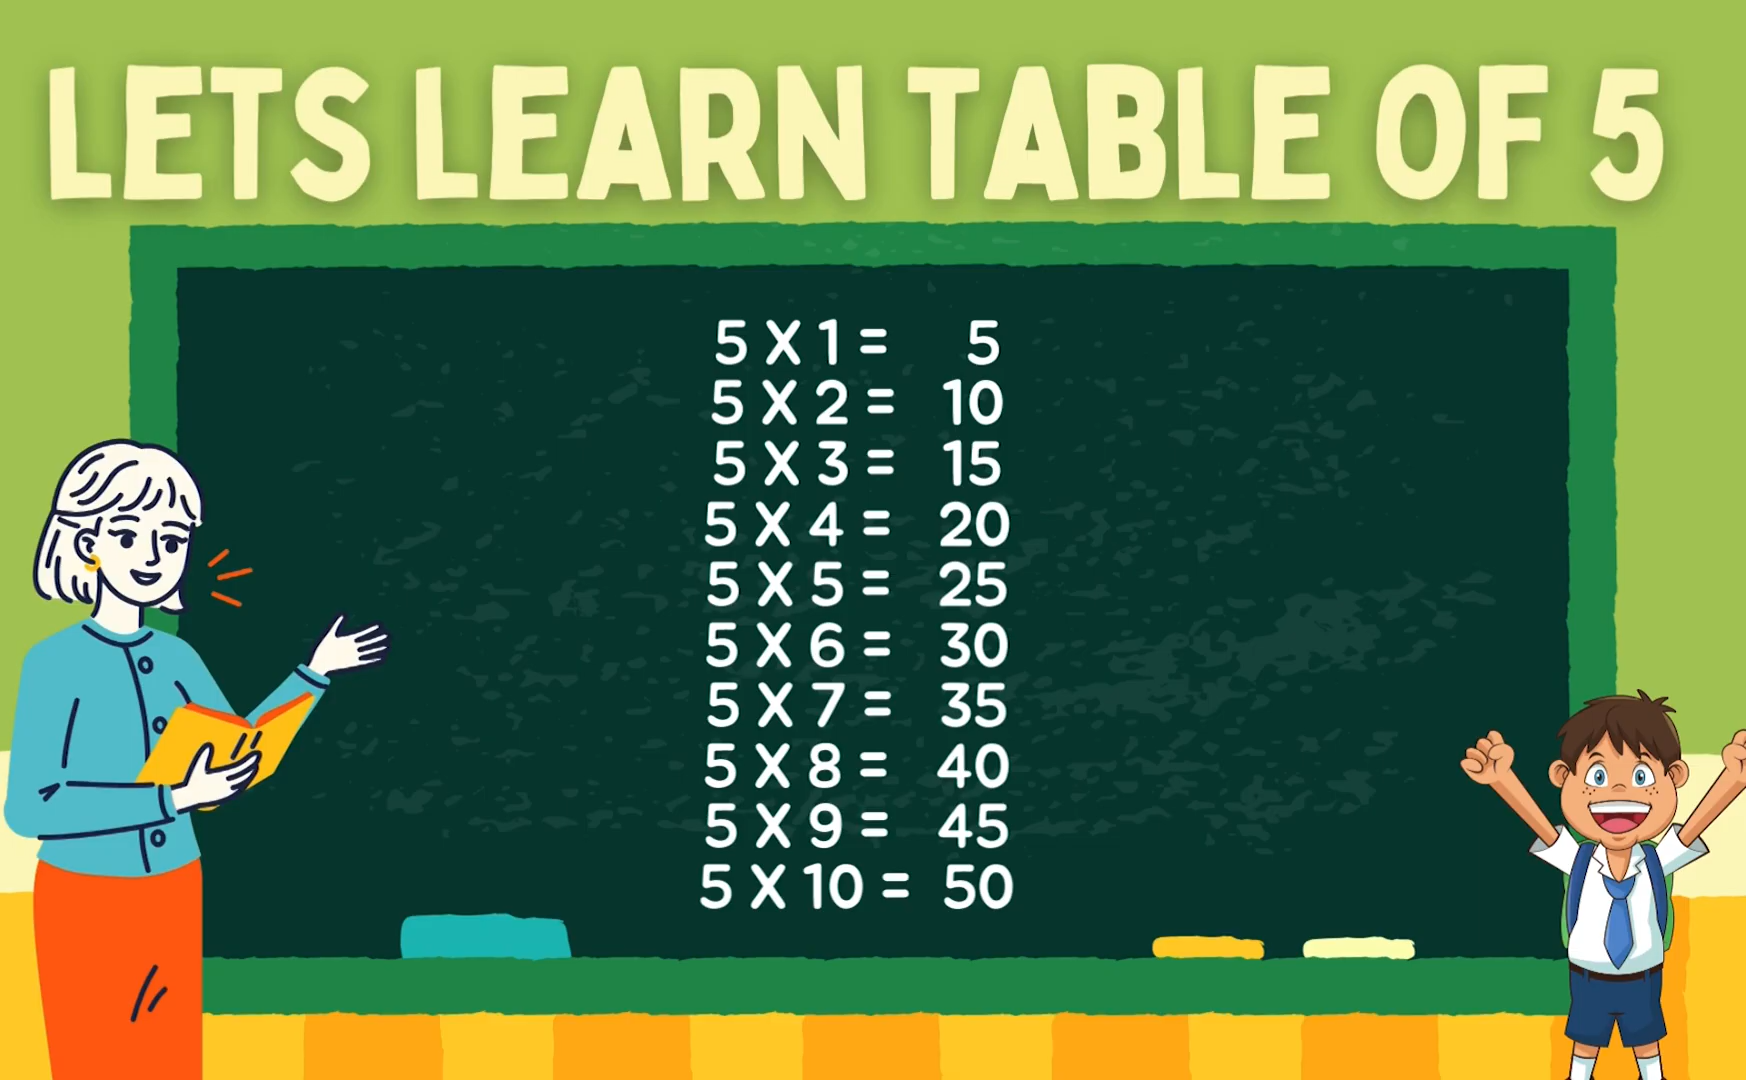 LETS LEARN TABLE OF 5
5 X 1 = 5
5 X 2 = 10
5 X 3 = 15
5 X 4 = 20
5 X 5 = 25
5 X 6 = 30
5 X 7 = 35
5 X 8 = 40
5 X 9 = 45
5 X 10 = 50